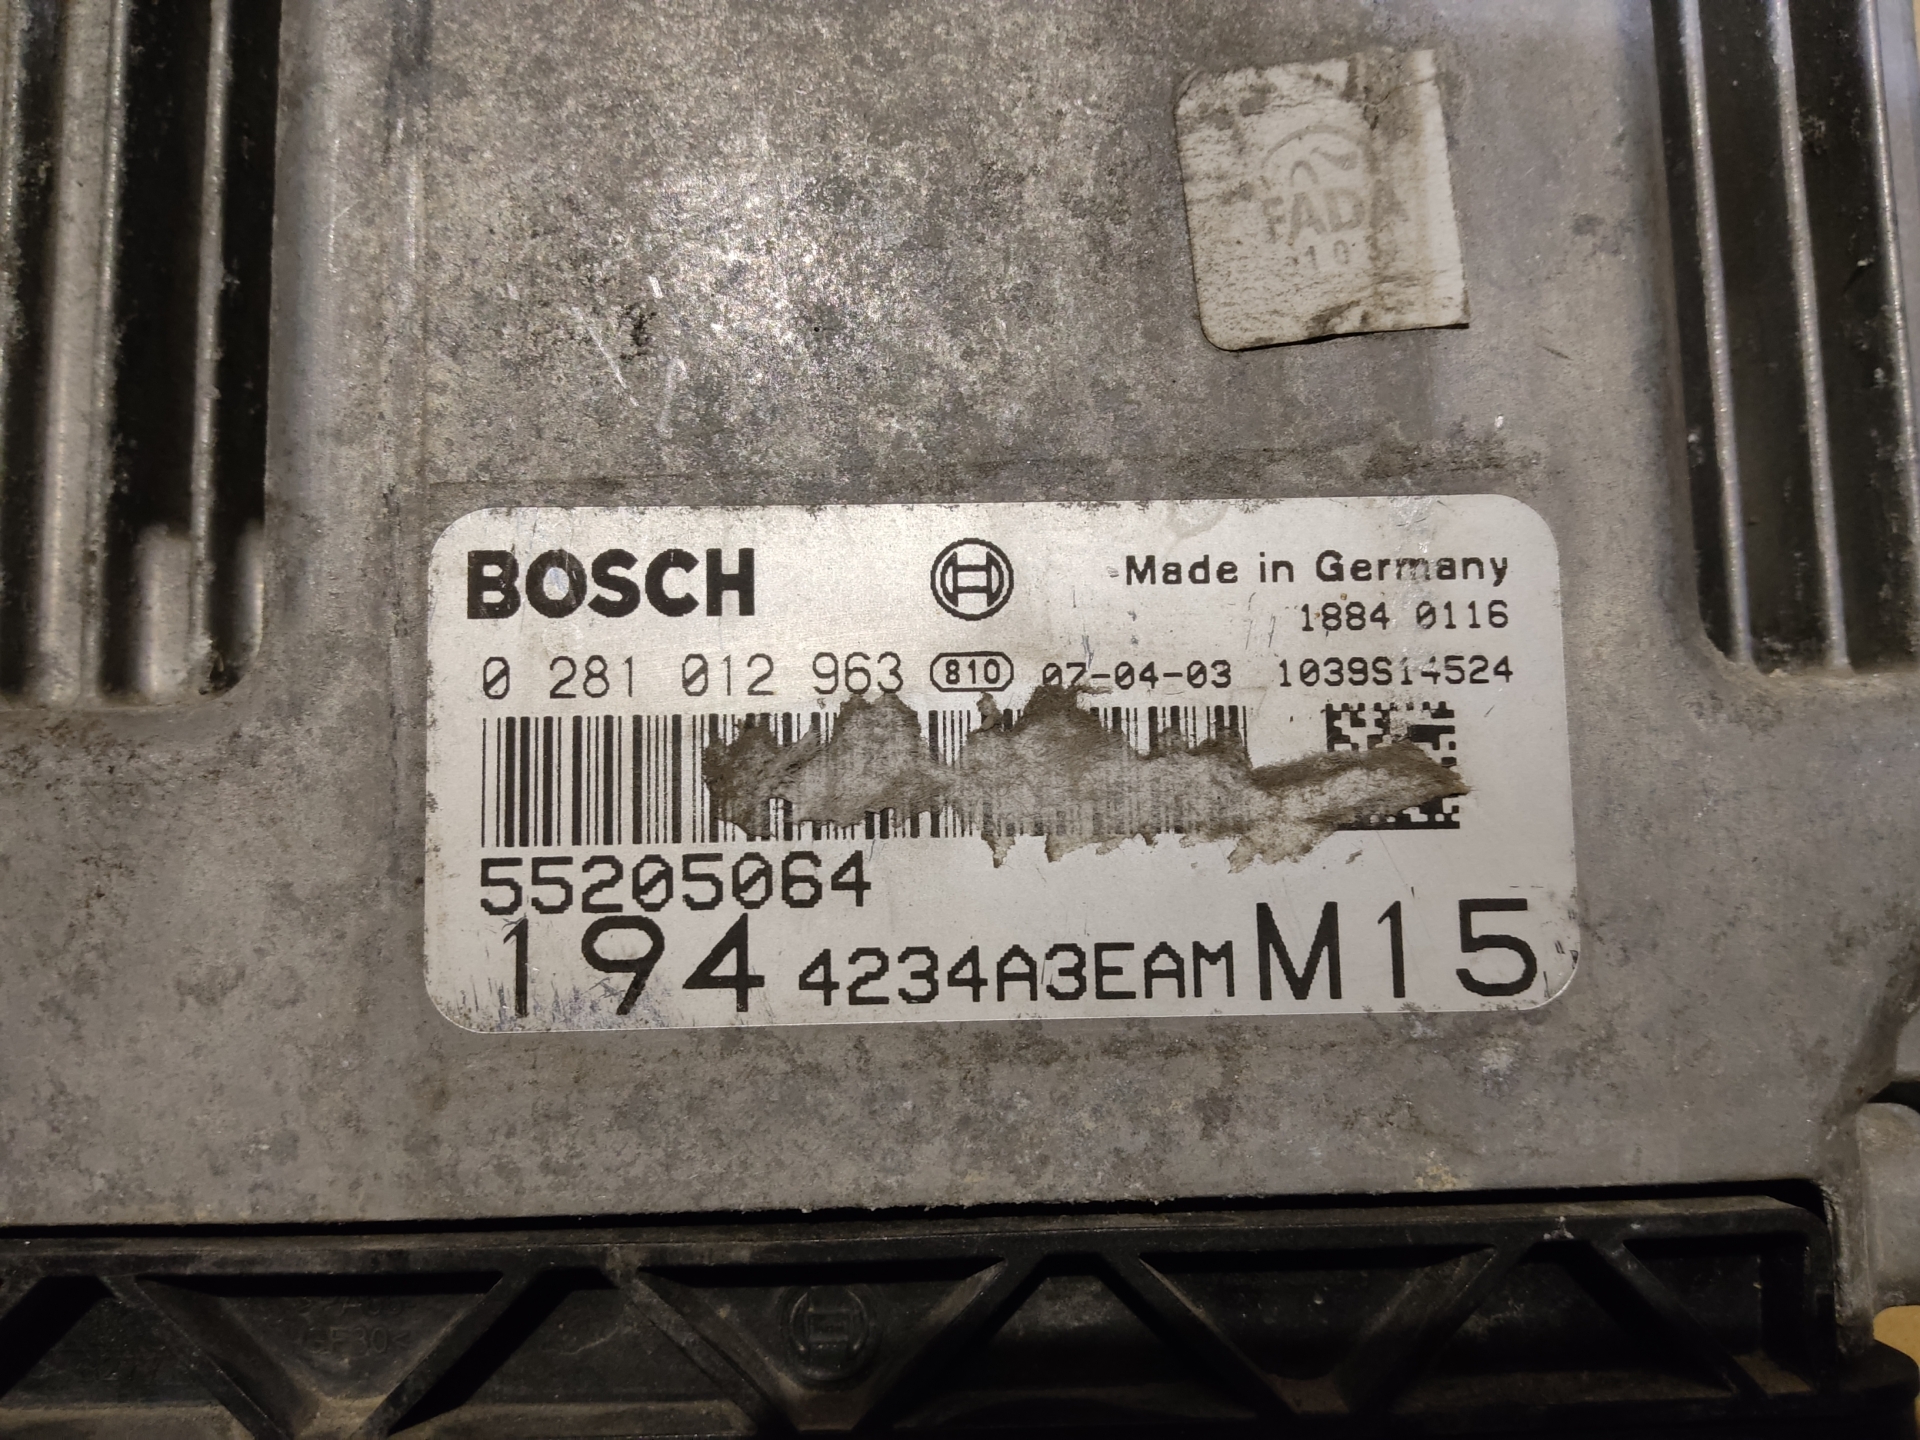 FADA
BOSCH
Made in Germany
1884 0116
0 281 012 963 810 07-04-03 1039S14524
55205064
194 4234A3EAM M15
GF30